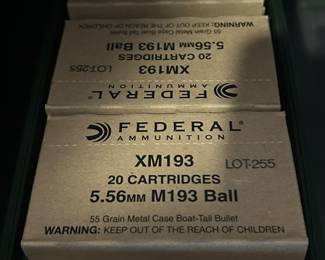 WARNING: KEEP OUT OF THE REACH OF CHILDREN
55 Grain Metal Case Boat-Tail Bullet
5.56MM M193 Ball
20 CARTRIDGES
XM193
LOT-255
FEDERAL
AMMUNITION
FEDERAL®
AMMUNITION
XM193
LOT-255
20 CARTRIDGES
5.56MM M193 Ball
55 Grain Metal Case Boat-Tail Bullet
WARNING: KEEP OUT OF THE REACH OF CHILDREN